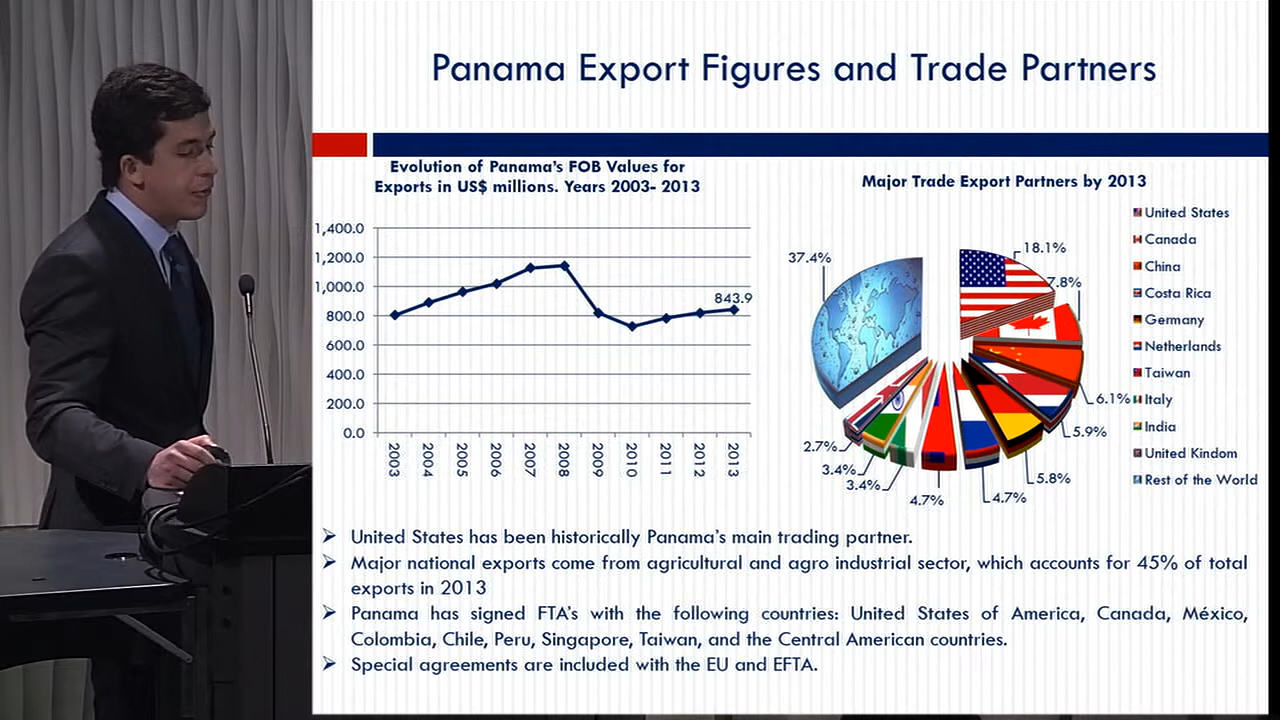 Panama Export Figures and Trade Partners
Evolution of Panama's FOB Values for
Exports in US$ millions. Years 2003- 2013
1,400.0
1,200.0
1,000.0
800.0
600.0
400.0
200.0
0.0
843.9
2003
2004
2005
2006
2007
2008
2009
2010
2011
2012
2013
Major Trade Export Partners by 2013
37.4%
18.1%
7.8%
6.1%
5.9%
5.8%
4.7%
4.7%
3.4%
3.4%
2.7%
United States
Canada
China
Costa Rica
Germany
Netherlands
Taiwan
Italy
India
United Kindom
Rest of the World
➢ United States has been historically Panama's main trading partner.
➢ Major national exports come from agricultural and agro industrial sector, which accounts for 45% of total
exports in 2013
➢ Panama has signed FTA's with the following countries: United States of America, Canada, México,
Colombia, Chile, Peru, Singapore, Taiwan, and the Central American countries.
➢ Special agreements are included with the EU and EFTA.